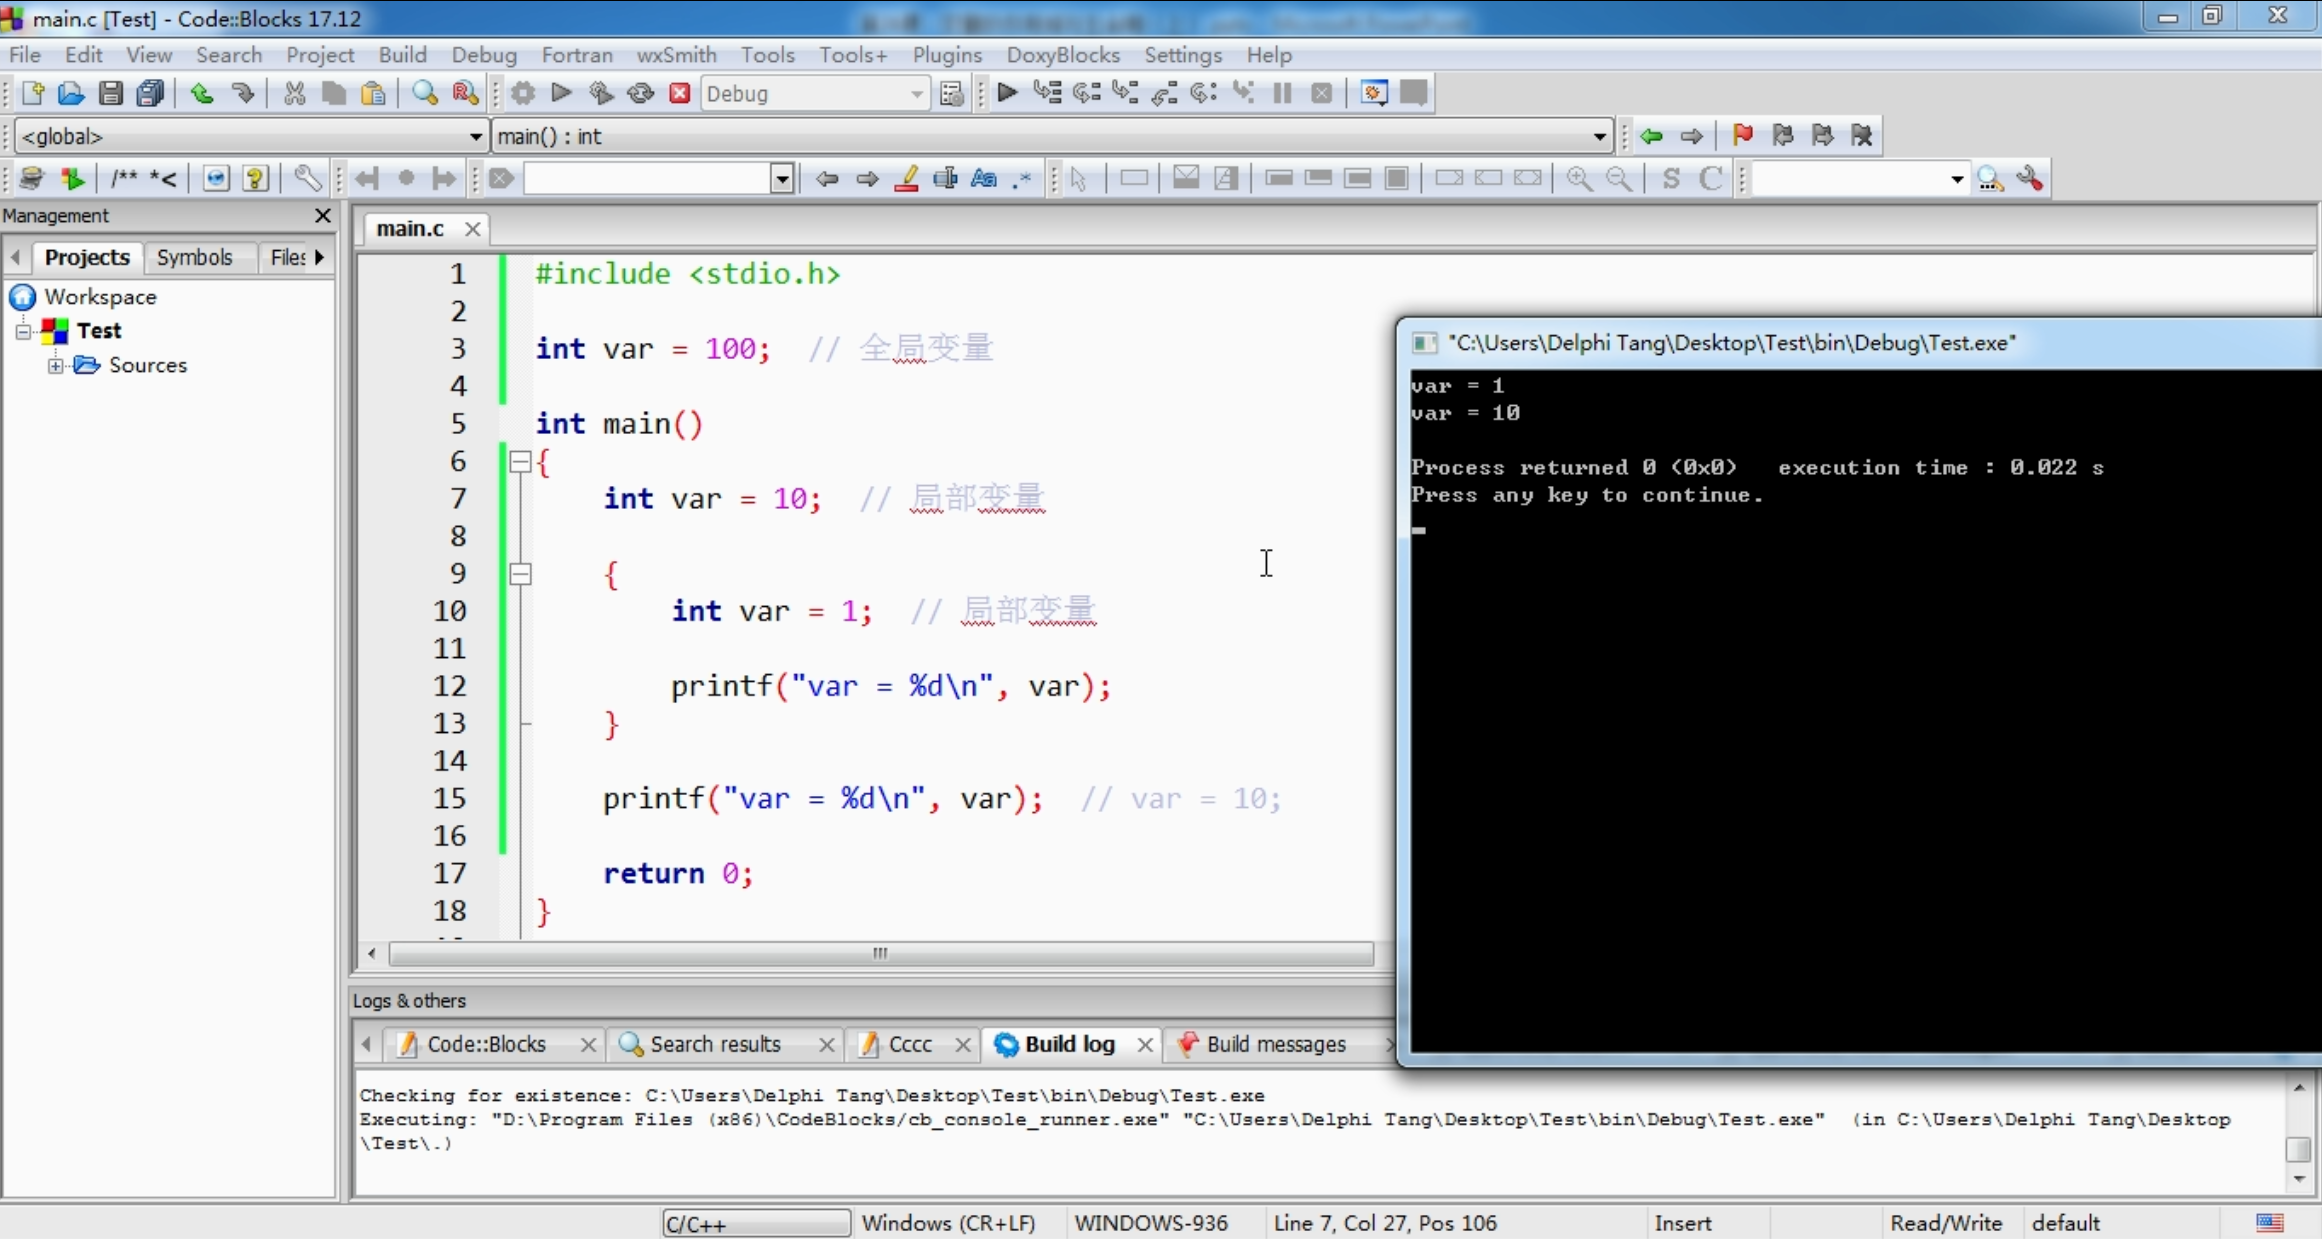 main.c [Test] - Code::Blocks 17.12
File Edit View Search Project Build Debug Fortran wxSmith Tools Tools+ Plugins DoxyBlocks Settings Help
Debug
<global> main() : int
/** *<
S C
Management
Projects Symbols Files
Workspace
Test
Sources
main.c
1 #include <stdio.h>
2
3 int var = 100; // 全局变量
4
5 int main()
6 {
7 int var = 10; // 局部变量
8
9 {
10 int var = 1; // 局部变量
11
12 printf("var = %d\n", var);
13 }
14
15 printf("var = %d\n", var); // var = 10;
16
17 return 0;
18 }
"C:\Users\Delphi Tang\Desktop\Test\bin\Debug\Test.exe"
var = 1
var = 10
Process returned 0 (0x0) execution time : 0.022 s
Press any key to continue.
Logs & others
Code::Blocks Search results Cccc Build log Build messages
Checking for existence: C:\Users\Delphi Tang\Desktop\Test\bin\Debug\Test.exe
Executing: "D:\Program Files (x86)\CodeBlocks/cb_console_runner.exe" "C:\Users\Delphi Tang\Desktop\Test\bin\Debug\Test.exe" (in C:\Users\Delphi Tang\Desktop
\Test\.)
C/C++ Windows (CR+LF) WINDOWS-936 Line 7, Col 27, Pos 106 Insert Read/Write default